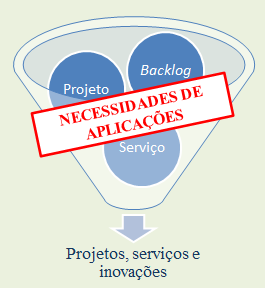 Projeto
Backlog
NECESSIDADES DE
APLICAÇÕES
Serviço
Projetos, serviços e
inovações